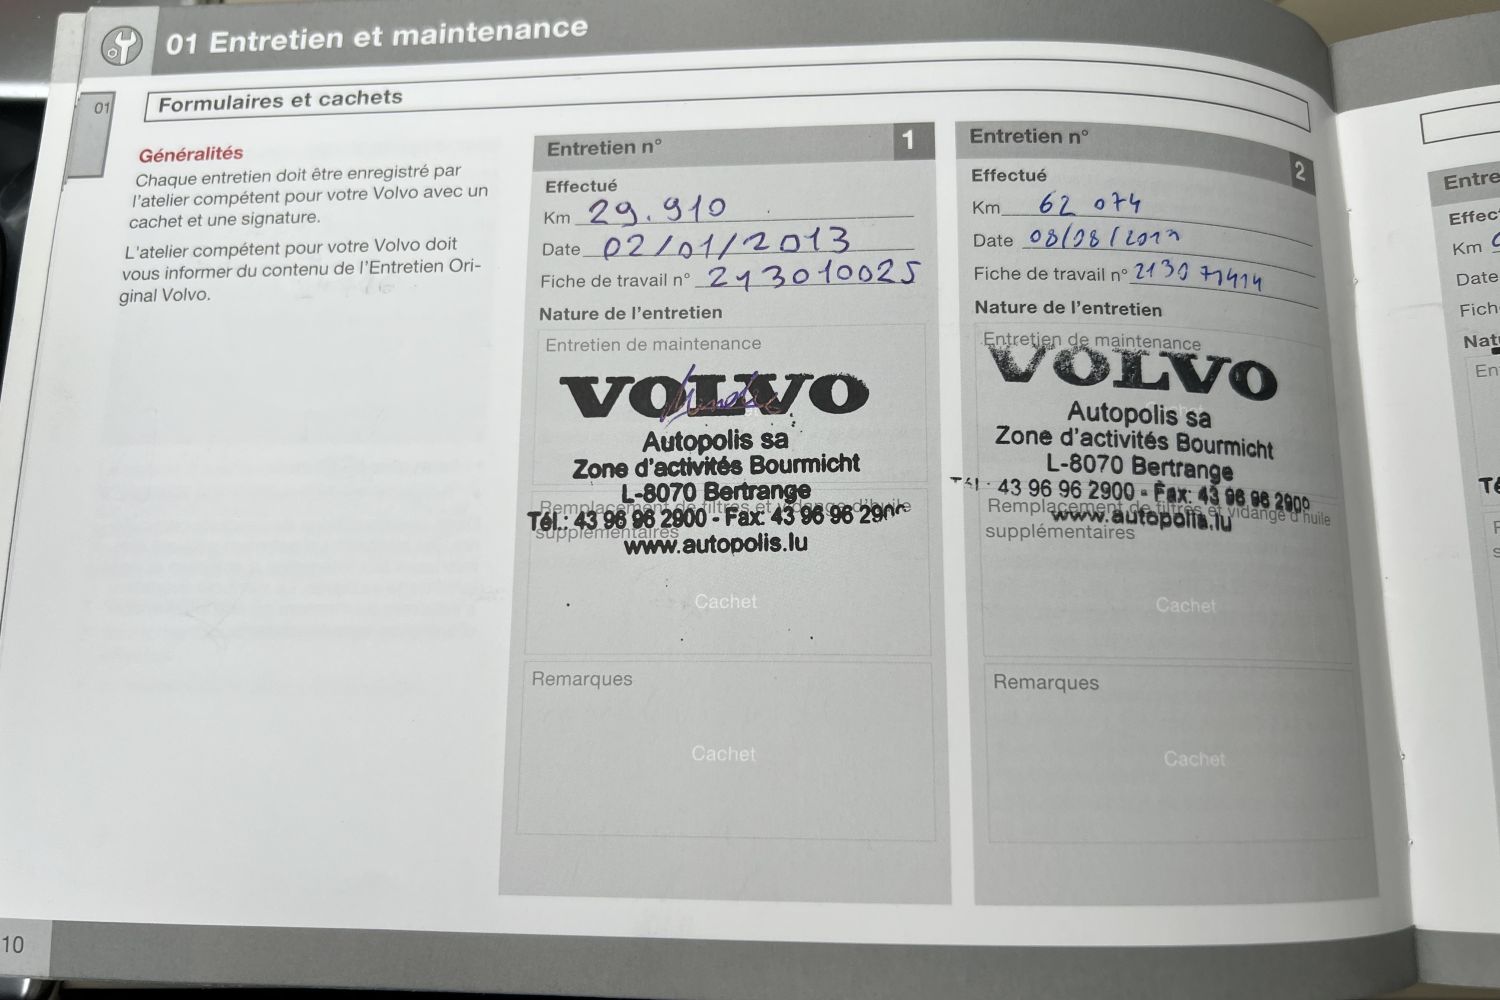 01 Entretien et maintenance
01
Formulaires et cachets
Généralités
Chaque entretien doit être enregistré par
l'atelier compétent pour votre Volvo avec un
cachet et une signature.
L'atelier compétent pour votre Volvo doit
vous informer du contenu de l'Entretien Ori-
ginal Volvo.
Entretien n° 1
Effectué
Km 29.910
Date 02/01/2013
Fiche de travail n° 213010025
Nature de l'entretien
Entretien de maintenance
VOLVO
Autopolis sa
Zone d'activités Bourmicht
L-8070 Bertrange
Remplacement de filtres et vidange d'huile
Tél.: 43 96 96 2900 - Fax: 43 96 96 2900
supplémentaires
www.autopolis.lu
Cachet
Remarques
Cachet
Entretien n° 2
Effectué
Km 62 074
Date 08/08/2013
Fiche de travail n°
Nature de l'entretien
Entretien de maintenance
VOLVO
Autopolis sa
Zone d'activités Bourmicht
L-8070 Bertrange
Tél.: 43 96 96 2900 - Fax: 43 96 96 2900
Remplacement de filtres et vidange d'huile
www.autopolis.lu
supplémentaires
Cachet
Remarques
Cachet
Entre
Effec
Km
Date
Fich
Nat
En
Té
10